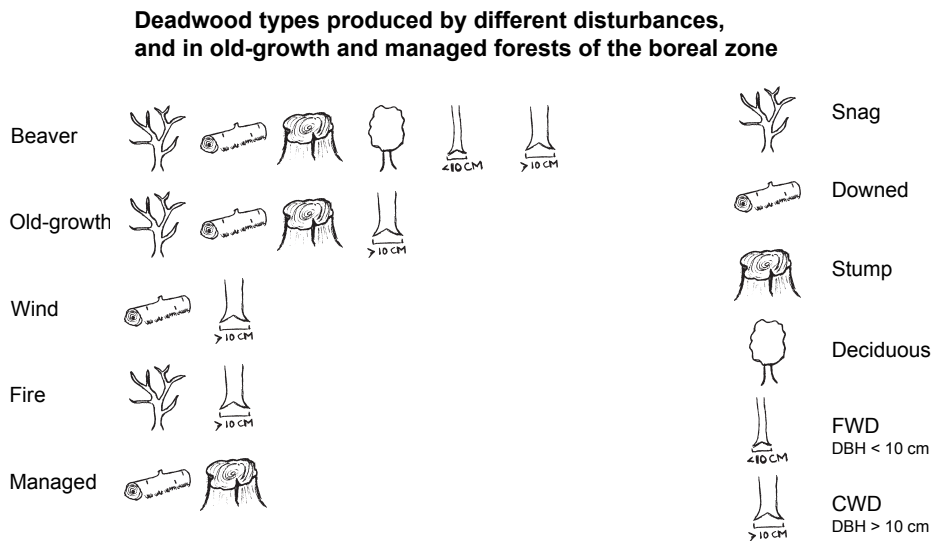 Deadwood types produced by different disturbances,
and in old-growth and managed forests of the boreal zone
Beaver
<10 CM
>10 CM
Old-growth
>10 CM
Wind
>10 CM
Fire
>10 CM
Managed
Snag
Downed
Stump
Deciduous
FWD
DBH < 10 cm
<10 CM
CWD
DBH > 10 cm
>10 CM